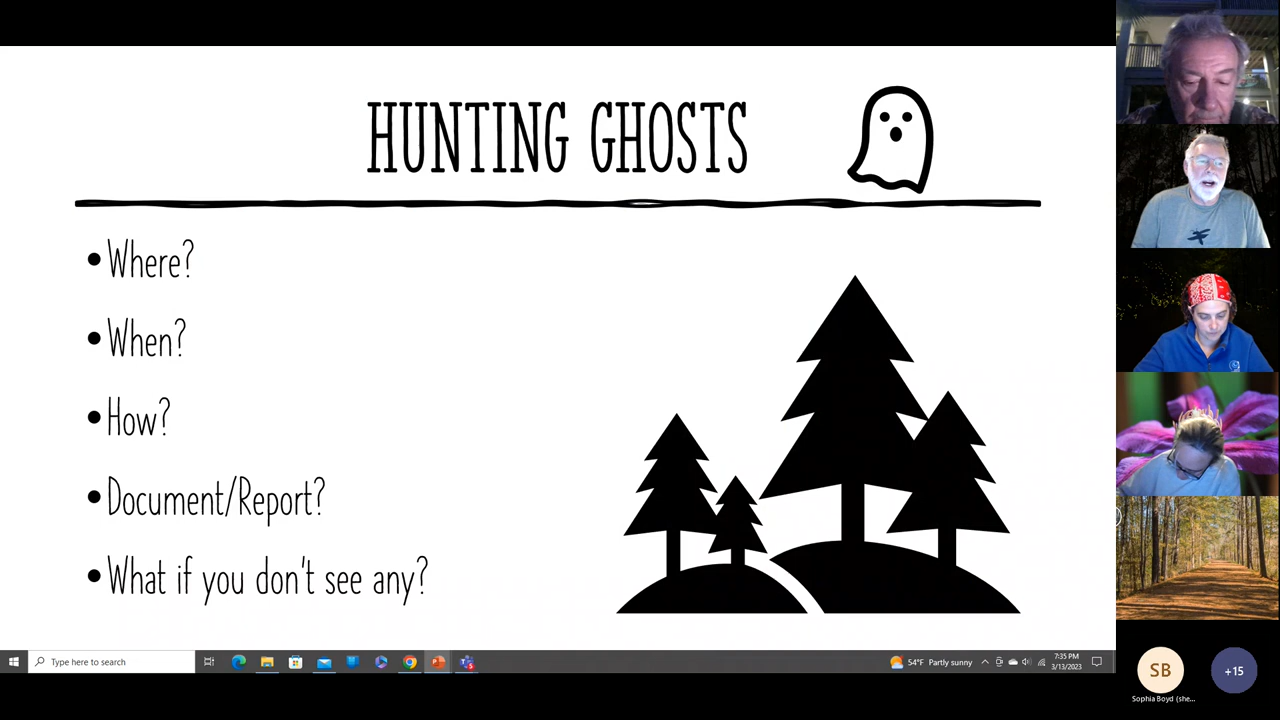 HUNTING GHOSTS
•Where?
•When?
•How?
•Document/Report?
•What if you don't see any?
Type here to search
54°F Partly sunny
7:35 PM
3/13/2023
SB
+15
Sophia Boyd (she...